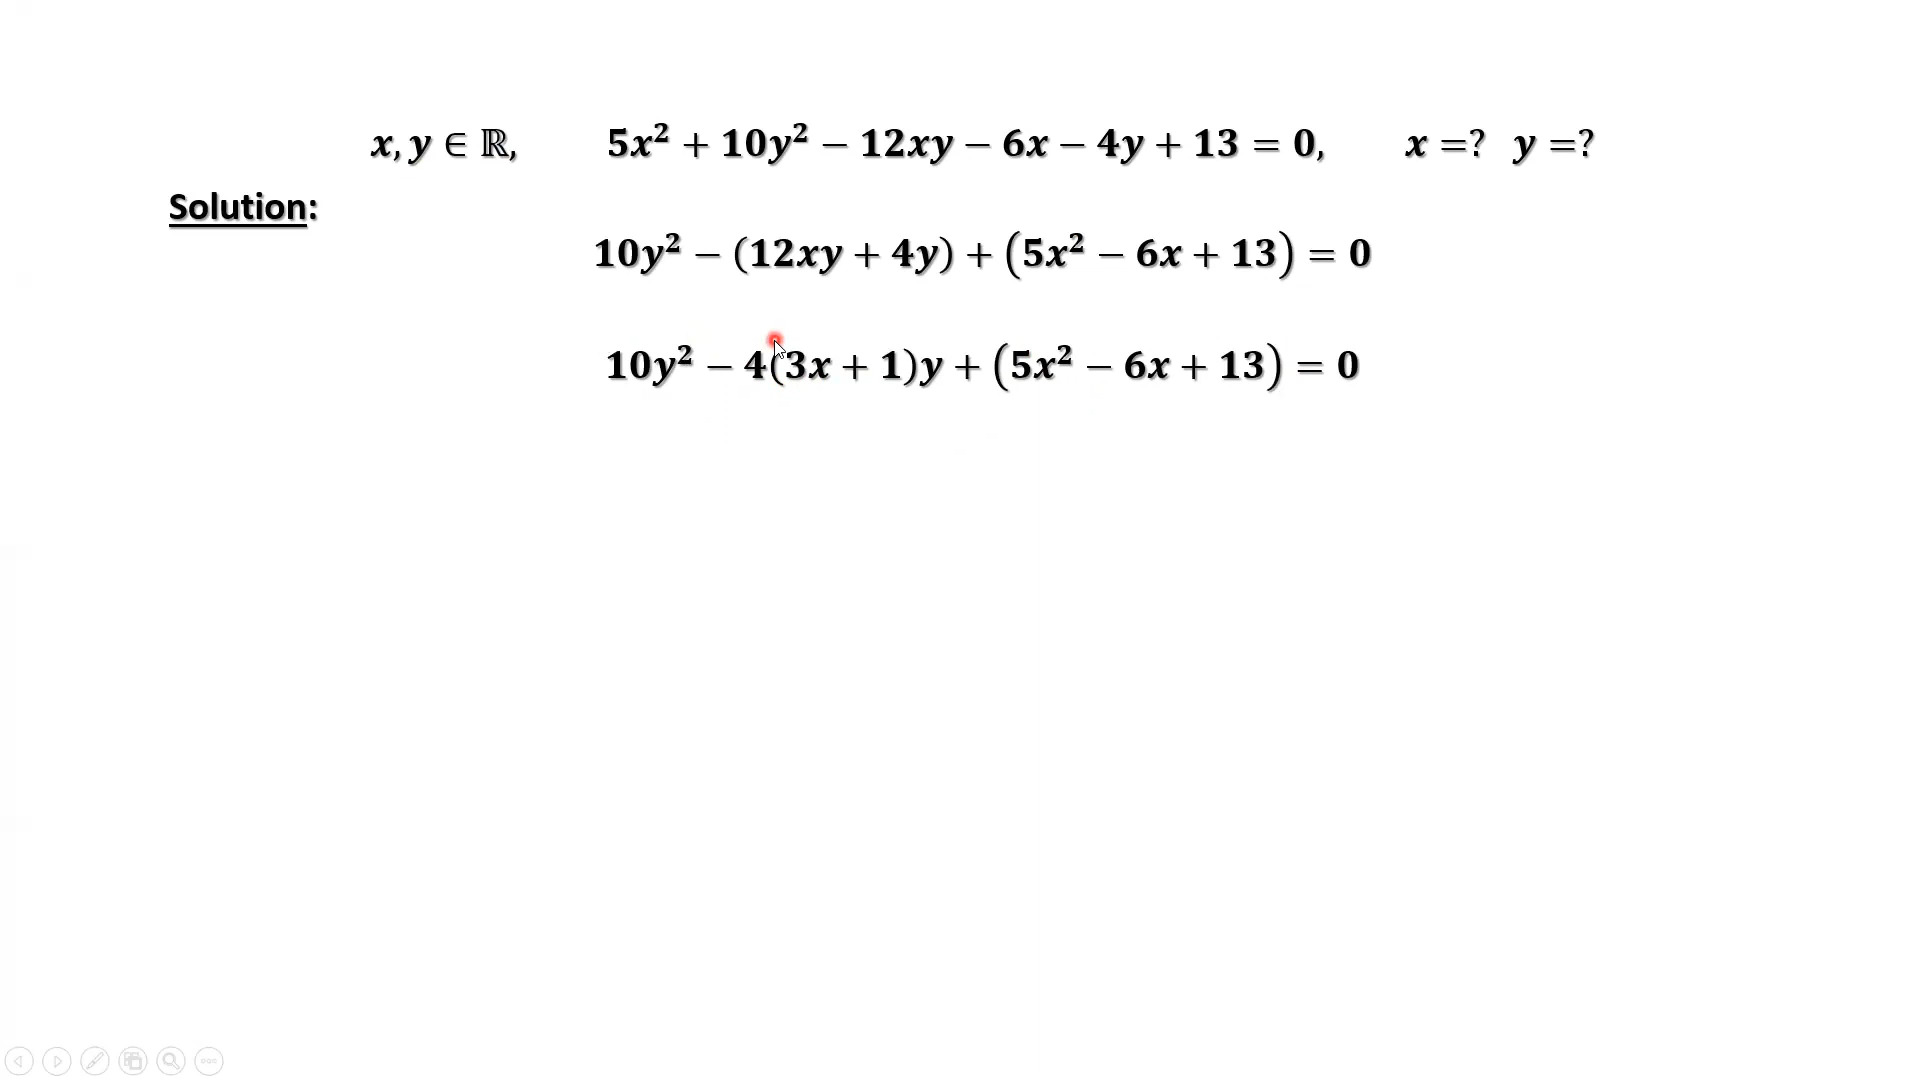 x, y ∈ ℝ, 5x² + 10y² − 12xy − 6x − 4y + 13 = 0, x =? y =?
Solution:
10y² − (12xy + 4y) + (5x² − 6x + 13) = 0
10y² − 4(3x + 1)y + (5x² − 6x + 13) = 0